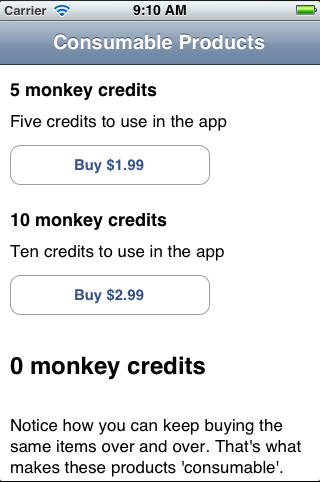 Carrier 9:10 AM
Consumable Products
5 monkey credits
Five credits to use in the app
Buy $1.99
10 monkey credits
Ten credits to use in the app
Buy $2.99
0 monkey credits
Notice how you can keep buying the
same items over and over. That's what
makes these products 'consumable'.